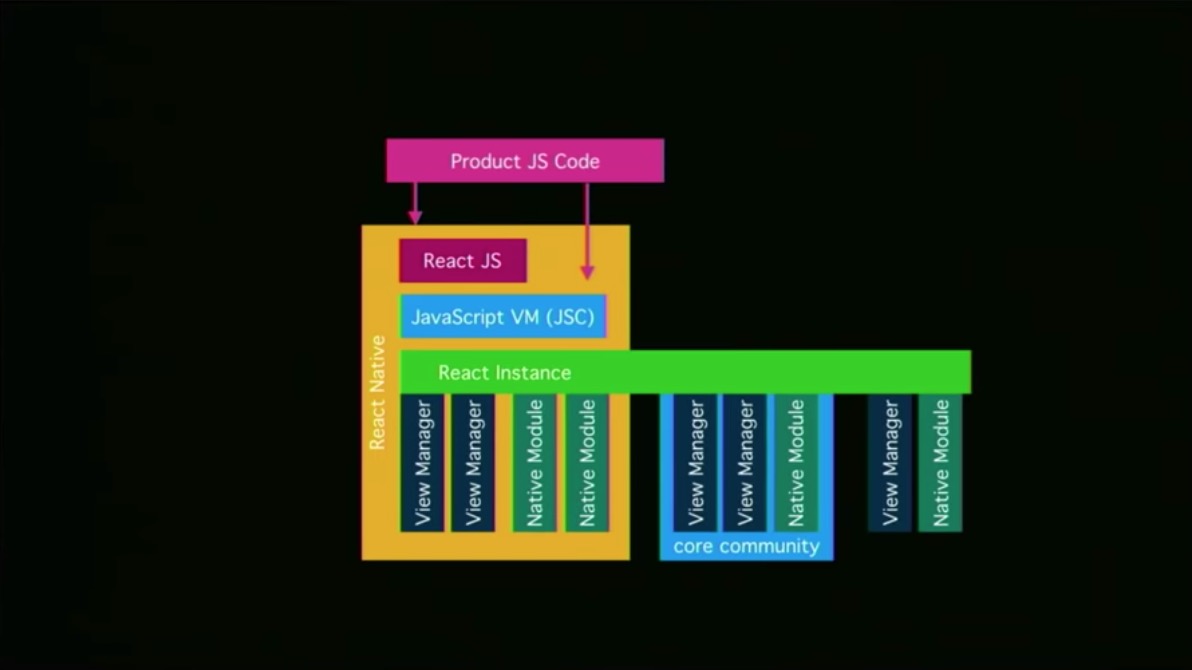 Product JS Code
React JS
JavaScript VM (JSC)
React Native
React Instance
View Manager
View Manager
Native Module
Native Module
View Manager
View Manager
Native Module
core community
View Manager
Native Module